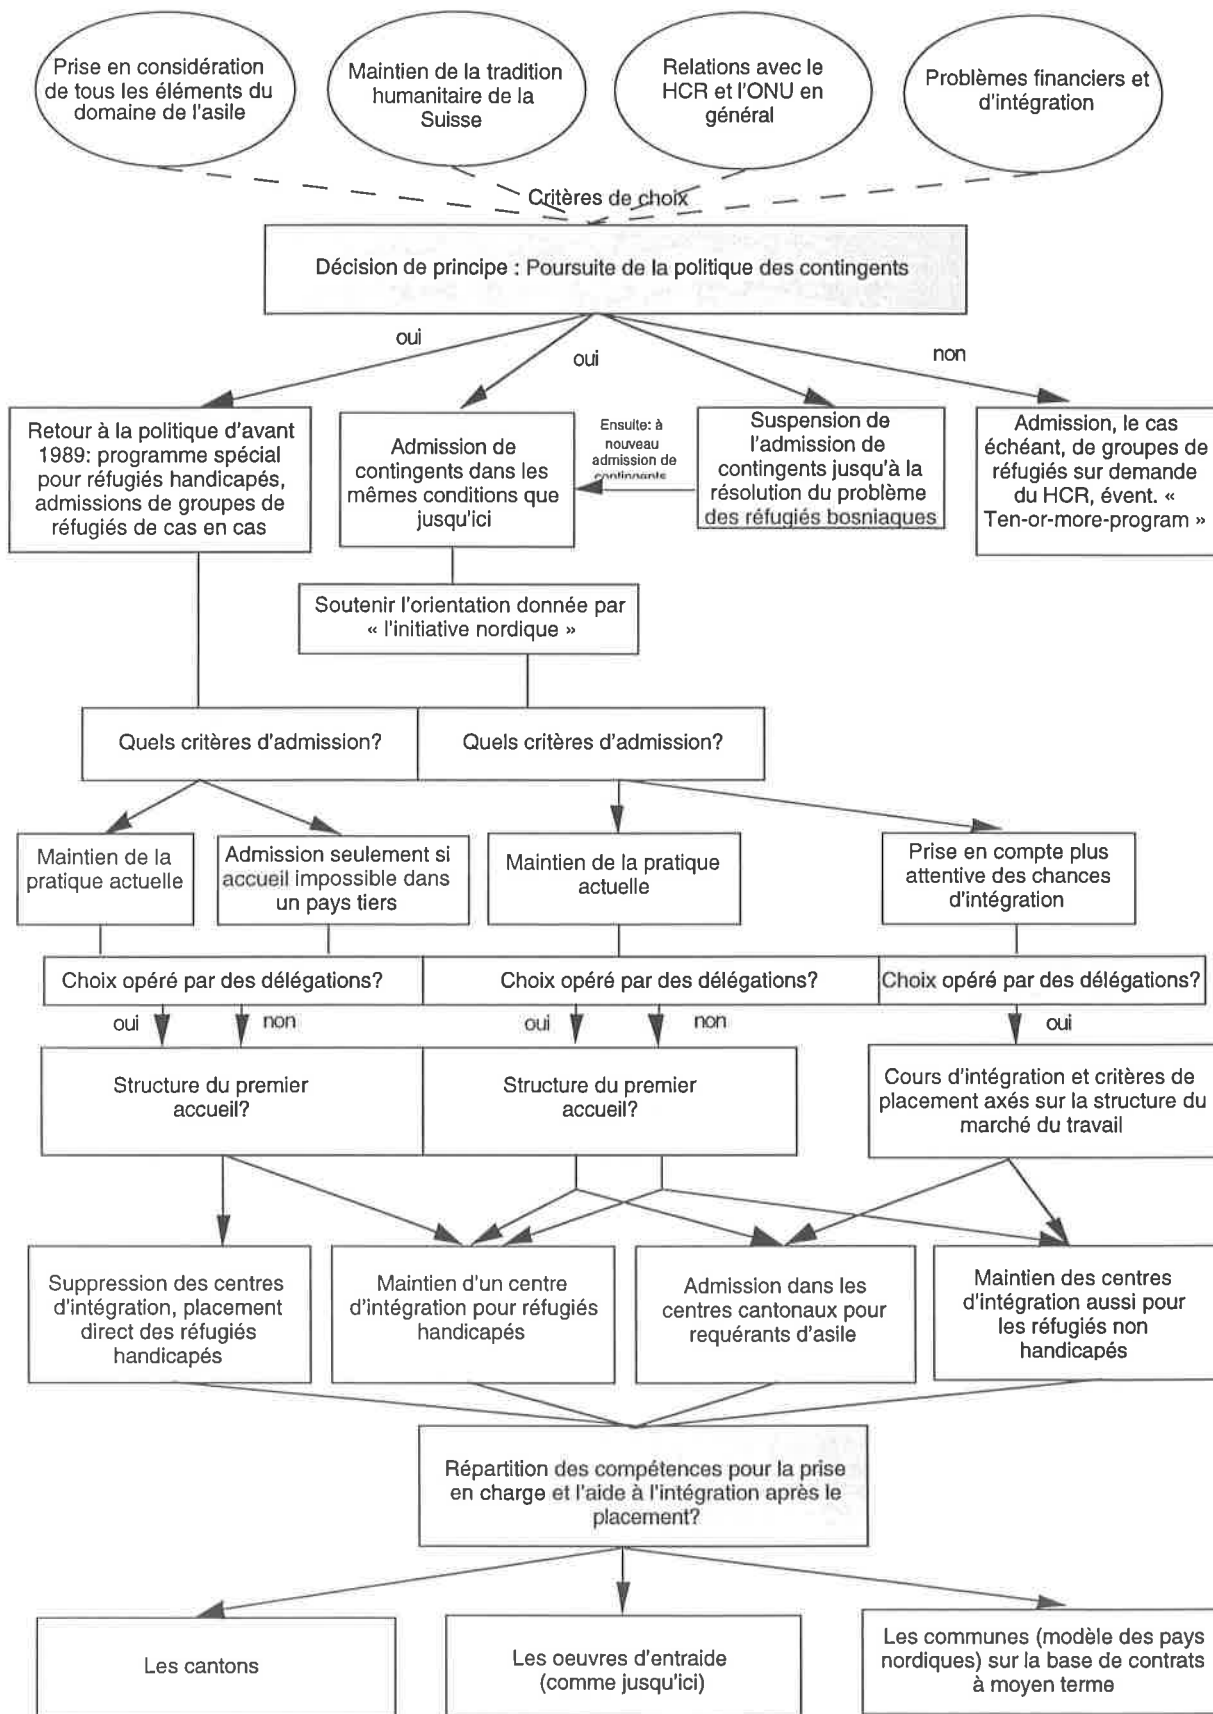 Prise en considération
de tous les éléments du
domaine de l'asile
Maintien de la tradition
humanitaire de la
Suisse
Relations avec le
HCR et l'ONU en
général
Problèmes financiers et
d'intégration
Critères de choix
Décision de principe : Poursuite de la politique des contingents
oui
oui
non
Retour à la politique d'avant
1989: programme spécial
pour réfugiés handicapés,
admissions de groupes de
réfugiés de cas en cas
Admission de
contingents dans les
mêmes conditions que
jusqu'ici
Ensuite: à
nouveau
admission de
contingents
Suspension de
l'admission de
contingents jusqu'à la
résolution du problème
des réfugiés bosniaques
Admission, le cas
échéant, de groupes de
réfugiés sur demande
du HCR, évent. «
Ten-or-more-program »
Soutenir l'orientation donnée par
« l'initiative nordique »
Quels critères d'admission?
Quels critères d'admission?
Maintien de la
pratique actuelle
Admission seulement si
accueil impossible dans
un pays tiers
Maintien de la pratique
actuelle
Prise en compte plus
attentive des chances
d'intégration
Choix opéré par des délégations?
Choix opéré par des délégations?
Choix opéré par des délégations?
oui
non
oui
non
oui
Structure du premier
accueil?
Structure du premier
accueil?
Cours d'intégration et critères de
placement axés sur la structure du
marché du travail
Suppression des centres
d'intégration, placement
direct des réfugiés
handicapés
Maintien d'un centre
d'intégration pour réfugiés
handicapés
Admission dans les
centres cantonaux pour
requérants d'asile
Maintien des centres
d'intégration aussi pour
les réfugiés non
handicapés
Répartition des compétences pour la prise
en charge et l'aide à l'intégration après le
placement?
Les cantons
Les oeuvres d'entraide
(comme jusqu'ici)
Les communes (modèle des pays
nordiques) sur la base de contrats
à moyen terme